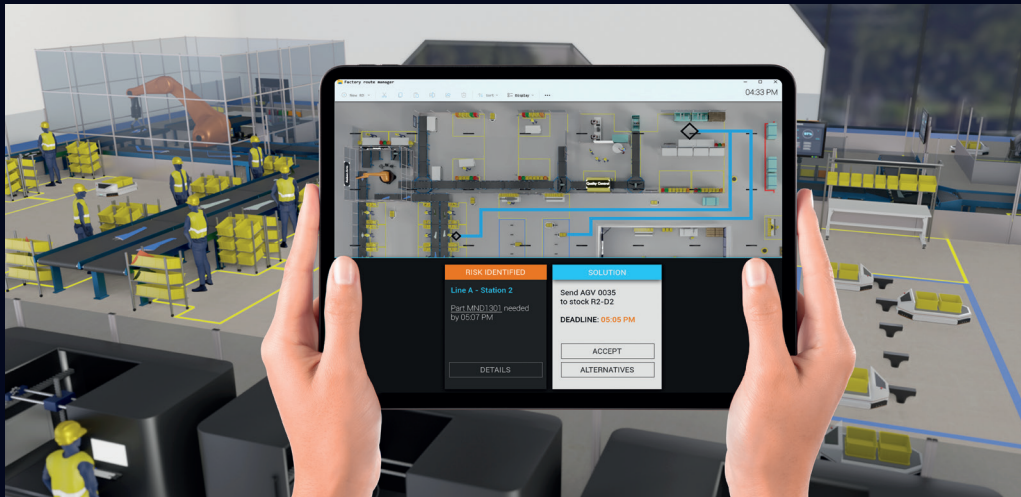 Factory route manager
04:33 PM
Display
Quality Control
RISK IDENTIFIED
Line A - Station 2
Part MND1301 needed
by 05:07 PM
DETAILS
SOLUTION
Send AGV 0035
to stock R2-D2
DEADLINE: 05:05 PM
ACCEPT
ALTERNATIVES